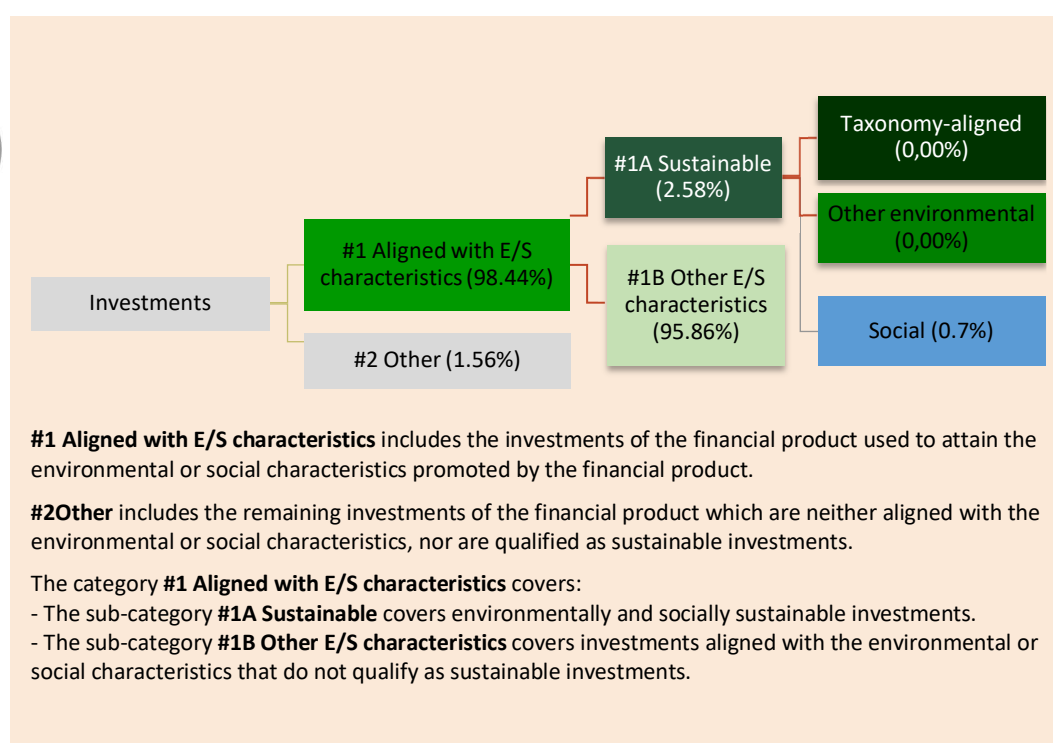 Taxonomy-aligned
(0,00%)
#1A Sustainable
(2.58%)
Other environmental
(0,00%)
#1 Aligned with E/S
characteristics (98.44%)
#1B Other E/S
characteristics
(95.86%)
Investments
Social (0.7%)
#2 Other (1.56%)
#1 Aligned with E/S characteristics includes the investments of the financial product used to attain the
environmental or social characteristics promoted by the financial product.
#2Other includes the remaining investments of the financial product which are neither aligned with the
environmental or social characteristics, nor are qualified as sustainable investments.
The category #1 Aligned with E/S characteristics covers:
- The sub-category #1A Sustainable covers environmentally and socially sustainable investments.
- The sub-category #1B Other E/S characteristics covers investments aligned with the environmental or
social characteristics that do not qualify as sustainable investments.